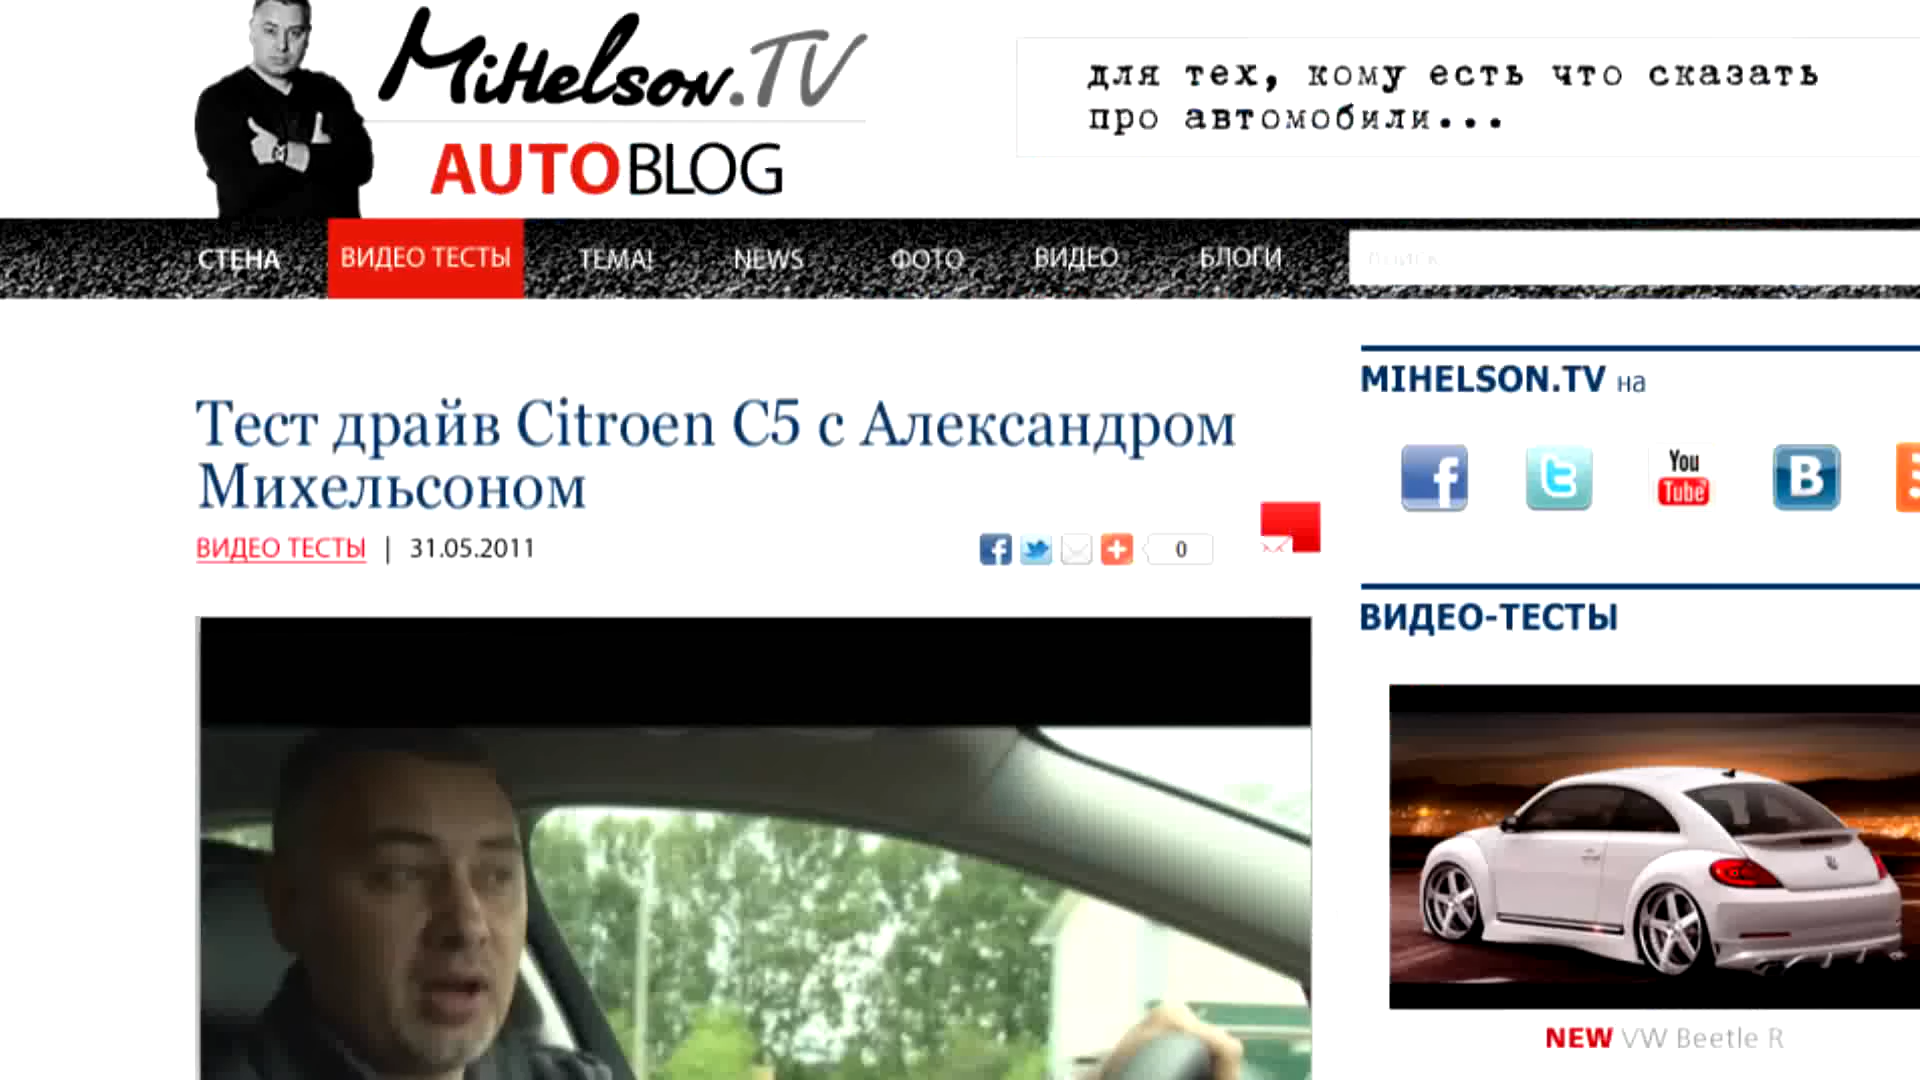 MiHelson.TV
AUTOBLOG
для тех, кому есть что сказать
про автомобили...
СТЕНА
ВИДЕО ТЕСТЫ
ТЕМА!
NEWS
ФОТО
ВИДЕО
БЛОГИ
поиск
Тест драйв Citroen C5 с Александром
Михельсоном
ВИДЕО ТЕСТЫ | 31.05.2011
0
MIHELSON.TV на
f
t
You
Tube
B
ВИДЕО-ТЕСТЫ
NEW VW Beetle R